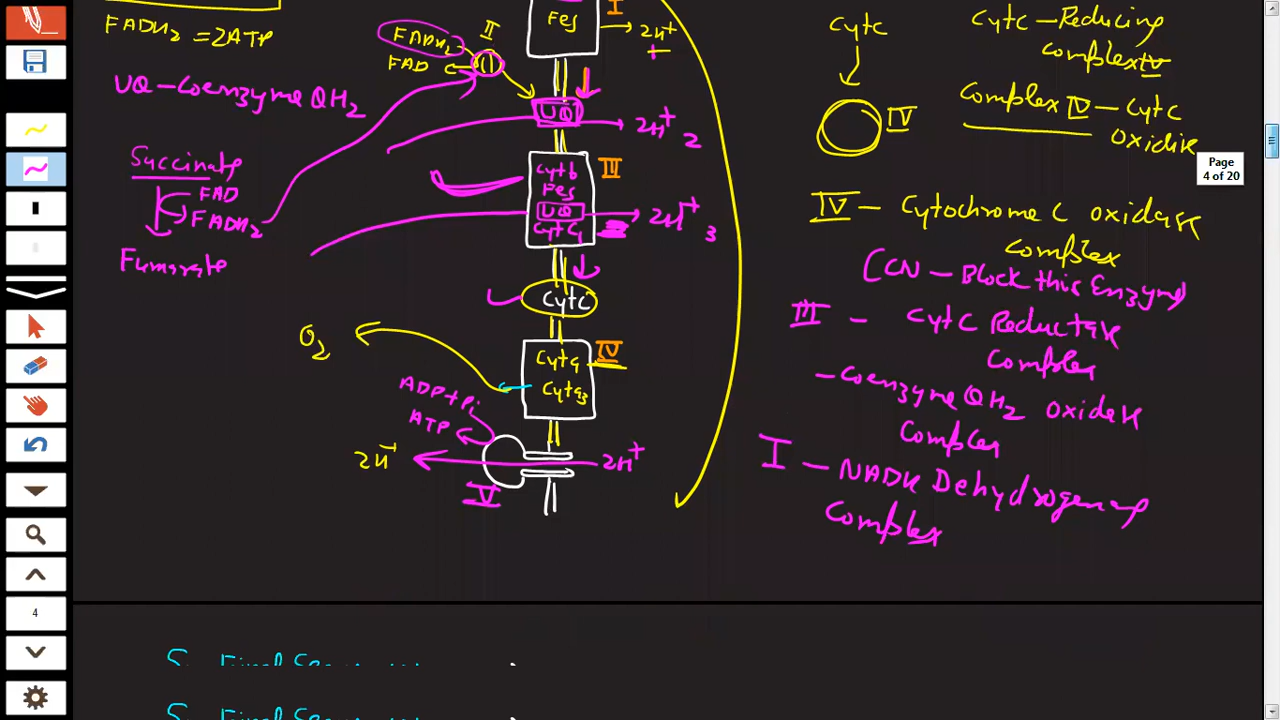 FADH2 = 2ATP
UQ - Coenzyme QH2
Succinate
FAD
FADH2
Fumarate
FADH2
FAD
II
Fes
I
2H+
+
UQ
2H+ 2
Cytb
Fes
UQ
CytC1
III
2H+ 3
CytC
O2
Cyta
Cyta3
IV
ADP+Pi
ATP
2H+
2H+
V
CytC
IV
CytC - Reducing
Complex IV
Complex IV - CytC
oxidise
IV - Cytochrome C oxidase
Complex
(CN - Block this Enzyme)
III - CytC Reductase
Complex
- Coenzyme QH2 oxidase
Complex
I - NADH Dehydrogenase
Complex
Page
4 of 20
4